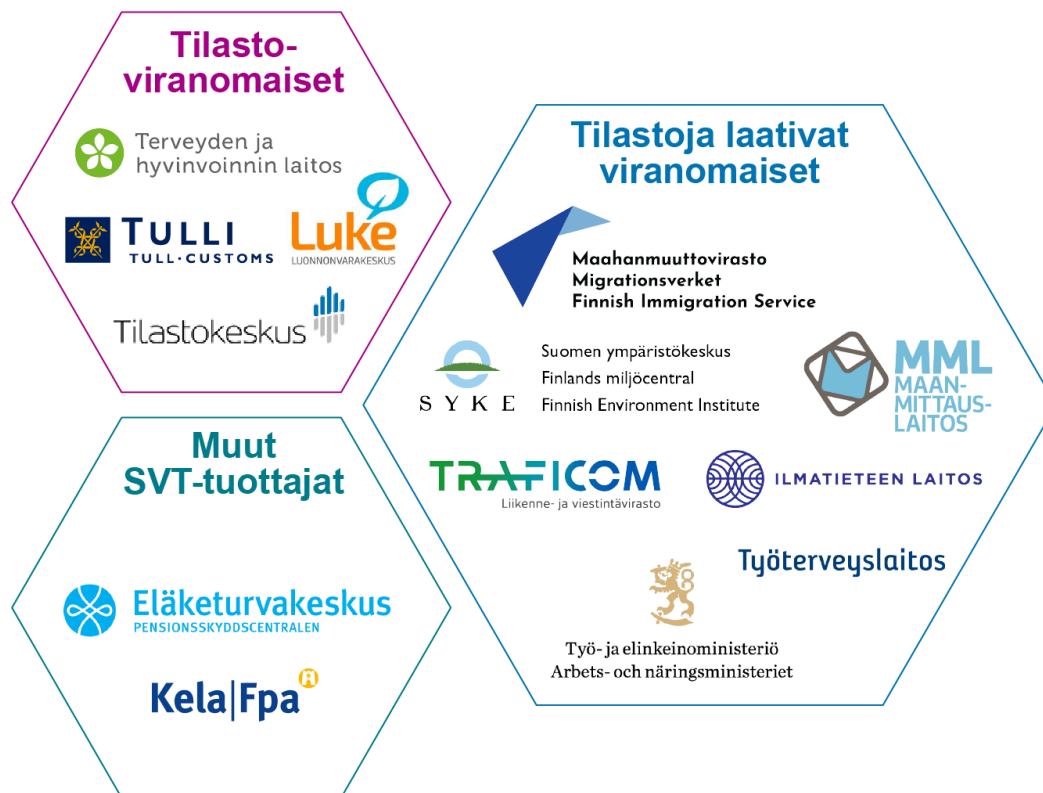 Tilasto-
viranomaiset
Terveyden ja
hyvinvoinnin laitos
TULLI
TULL·CUSTOMS
Luke
LUONNONVARAKESKUS
Tilastokeskus
Tilastoja laativat
viranomaiset
Maahanmuuttovirasto
Migrationsverket
Finnish Immigration Service
SYKE
Suomen ympäristökeskus
Finlands miljöcentral
Finnish Environment Institute
MML
MAAN-
MITTAUS-
LAITOS
TRAFICOM
Liikenne- ja viestintävirasto
ILMATIETEEN LAITOS
Työterveyslaitos
Työ- ja elinkeinoministeriö
Arbets- och näringsministeriet
Muut
SVT-tuottajat
Eläketurvakeskus
PENSIONSSKYDDSCENTRALEN
Kela|Fpa